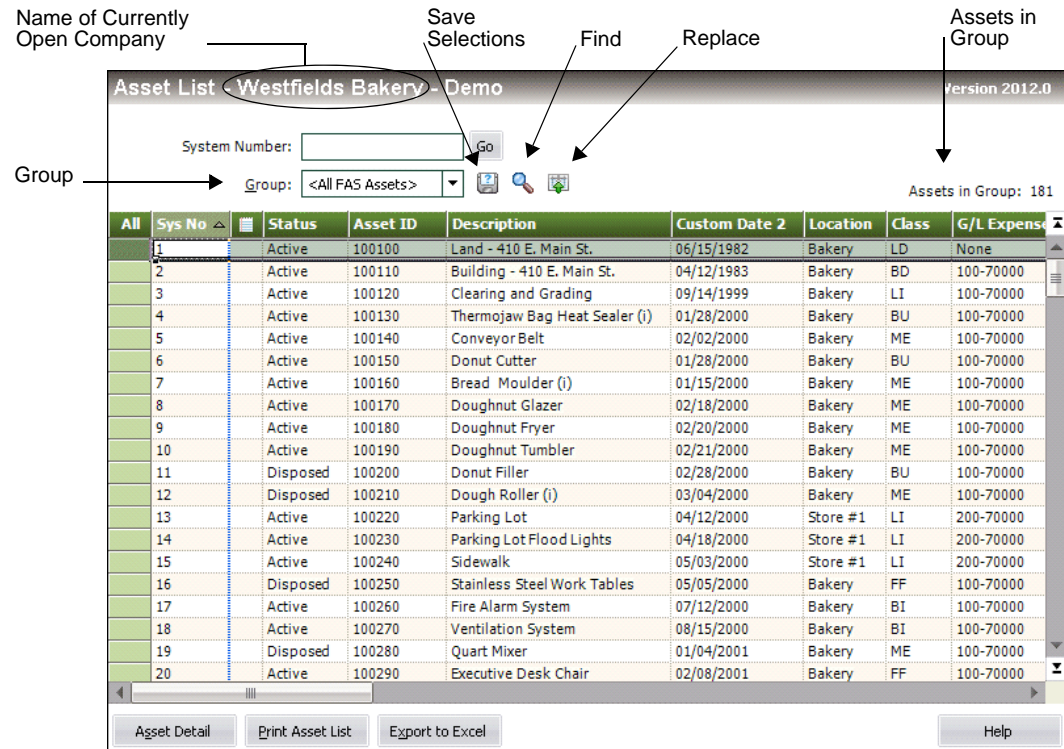 Name of Currently
Open Company
Save
Selections
Find
Replace
Assets in
Group
Asset List - Westfields Bakery - Demo
Version 2012.0
System Number:
Go
Group
Group: <All FAS Assets>
Assets in Group: 181
All Sys No Status Asset ID Description Custom Date 2 Location Class G/L Expense
1 Active 100100 Land - 410 E. Main St. 06/15/1982 Bakery LD None
2 Active 100110 Building - 410 E. Main St. 04/12/1983 Bakery BD 100-70000
3 Active 100120 Clearing and Grading 09/14/1999 Bakery LI 100-70000
4 Active 100130 Thermojaw Bag Heat Sealer (i) 01/28/2000 Bakery BU 100-70000
5 Active 100140 Conveyor Belt 02/02/2000 Bakery ME 100-70000
6 Active 100150 Donut Cutter 01/28/2000 Bakery BU 100-70000
7 Active 100160 Bread Moulder (i) 01/15/2000 Bakery ME 100-70000
8 Active 100170 Doughnut Glazer 02/18/2000 Bakery ME 100-70000
9 Active 100180 Doughnut Fryer 02/20/2000 Bakery ME 100-70000
10 Active 100190 Doughnut Tumbler 02/21/2000 Bakery ME 100-70000
11 Disposed 100200 Donut Filler 02/28/2000 Bakery BU 100-70000
12 Disposed 100210 Dough Roller (i) 03/04/2000 Bakery ME 100-70000
13 Active 100220 Parking Lot 04/12/2000 Store #1 LI 200-70000
14 Active 100230 Parking Lot Flood Lights 04/18/2000 Store #1 LI 200-70000
15 Active 100240 Sidewalk 05/03/2000 Store #1 LI 200-70000
16 Disposed 100250 Stainless Steel Work Tables 05/05/2000 Bakery FF 100-70000
17 Active 100260 Fire Alarm System 07/12/2000 Bakery BI 100-70000
18 Active 100270 Ventilation System 08/15/2000 Bakery BI 100-70000
19 Disposed 100280 Quart Mixer 01/04/2001 Bakery ME 100-70000
20 Active 100290 Executive Desk Chair 02/08/2001 Bakery FF 100-70000
Asset Detail
Print Asset List
Export to Excel
Help